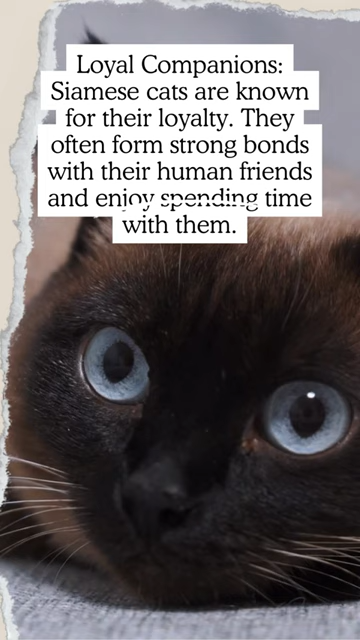 Loyal Companions:
Siamese cats are known
for their loyalty. They
often form strong bonds
with their human friends
and enjoy spending time
with them.